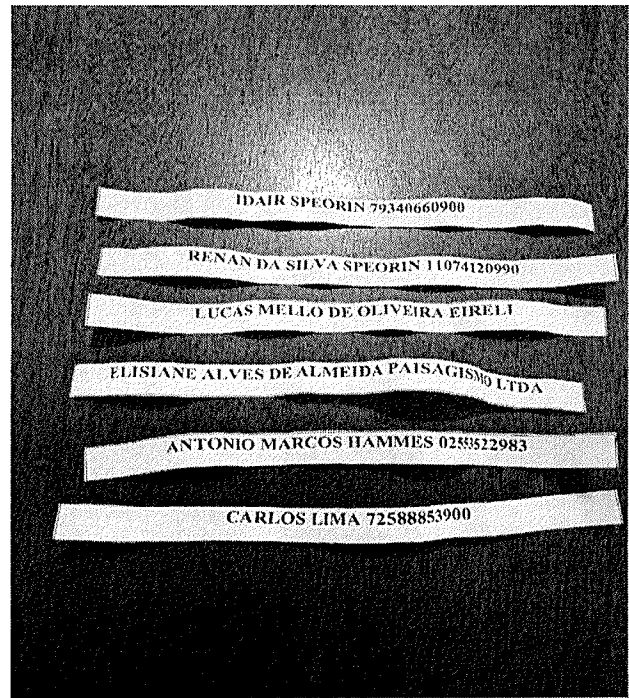 IDAIR SPEORIN 79340660900
RENAN DA SILVA SPEORIN 11074120990
LUCAS MELLO DE OLIVEIRA EIRELI
ELISIANE ALVES DE ALMEIDA PAISAGISMO LTDA
ANTONIO MARCOS HAMMES
CARLOS LIMA 72588853900